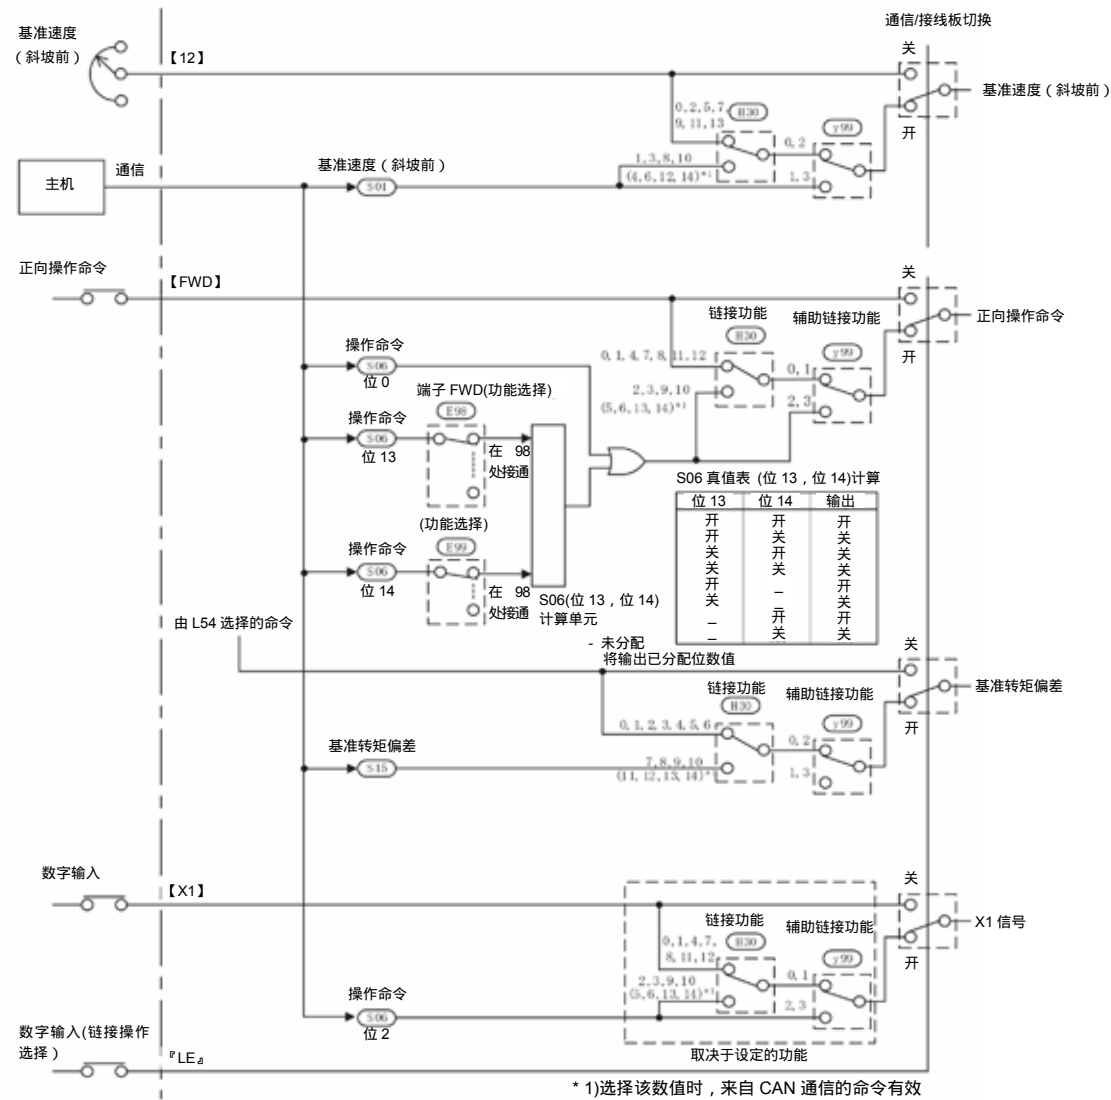 通信/接线板切换
基准速度
（斜坡前）
【12】
关
0,2,5,7,
9,11,13
H30
y99
0,2
开
基准速度（斜坡前）
主机
通信
基准速度（斜坡前）
S01
1,3,8,10
(4,6,12,14)*1
1,3
正向操作命令
【FWD】
关
链接功能
H30
辅助链接功能
y99
正向操作命令
开
0,1,4,7,8,11,12
0,1
2,3,9,10
(5,6,13,14)*1
2,3
操作命令
S06
位 0
端子 FWD(功能选择)
E98
操作命令
S06
位 13
在 98
处接通
(功能选择)
E99
操作命令
S06
位 14
在 98
处接通
S06(位 13，位 14)
计算单元
S06 真值表 (位 13，位 14)计算
位 13 位 14 输出
开 开 开
开 关 关
关 开 关
关 关 关
开 – 开
关 – 关
– 开 开
– 关 关
- 未分配
将输出已分配位数值
由 L54 选择的命令
关
链接功能
H30
辅助链接功能
y99
基准转矩偏差
开
0,1,2,3,4,5,6
0,2
基准转矩偏差
S15
7,8,9,10
(11,12,13,14)*1
1,3
数字输入
【X1】
关
链接功能
H30
辅助链接功能
y99
X1 信号
开
0,1,4,7,
8,11,12
0,1
2,3,9,10
(5,6,13,14)*1
2,3
操作命令
S06
位 2
取决于设定的功能
数字输入(链接操作
选择）
『LE』
* 1)选择该数值时，来自 CAN 通信的命令有效